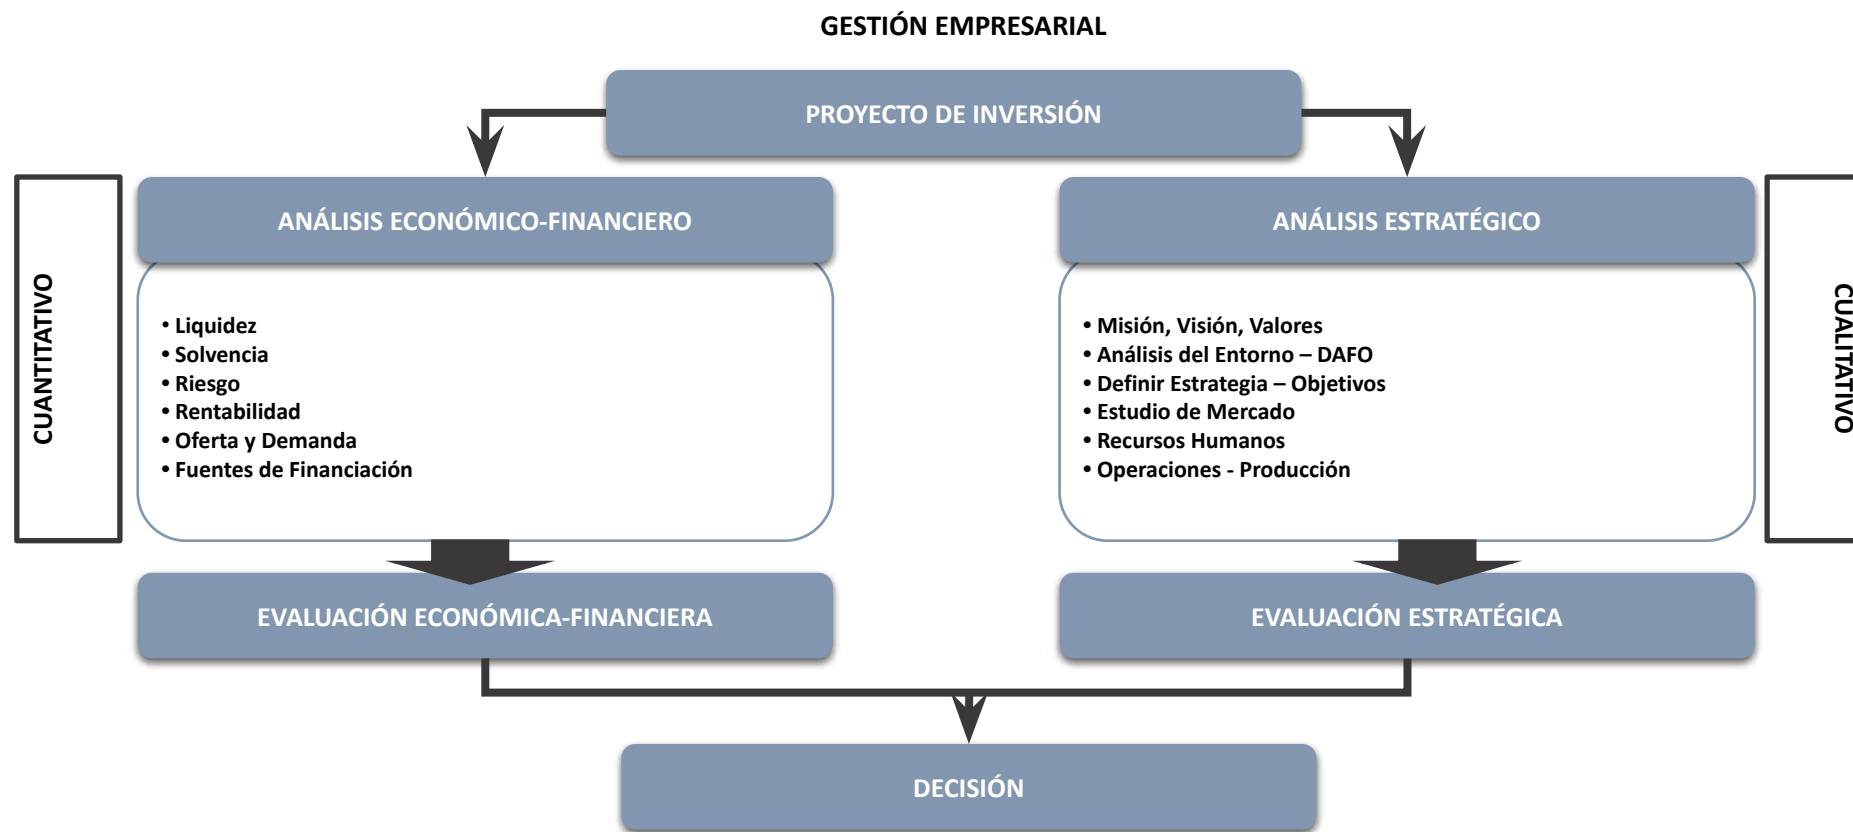 GESTIÓN EMPRESARIAL
PROYECTO DE INVERSIÓN
CUANTITATIVO
ANÁLISIS ECONÓMICO-FINANCIERO
• Liquidez
• Solvencia
• Riesgo
• Rentabilidad
• Oferta y Demanda
• Fuentes de Financiación
EVALUACIÓN ECONÓMICA-FINANCIERA
ANÁLISIS ESTRATÉGICO
• Misión, Visión, Valores
• Análisis del Entorno – DAFO
• Definir Estrategia – Objetivos
• Estudio de Mercado
• Recursos Humanos
• Operaciones - Producción
EVALUACIÓN ESTRATÉGICA
CUALITATIVO
DECISIÓN